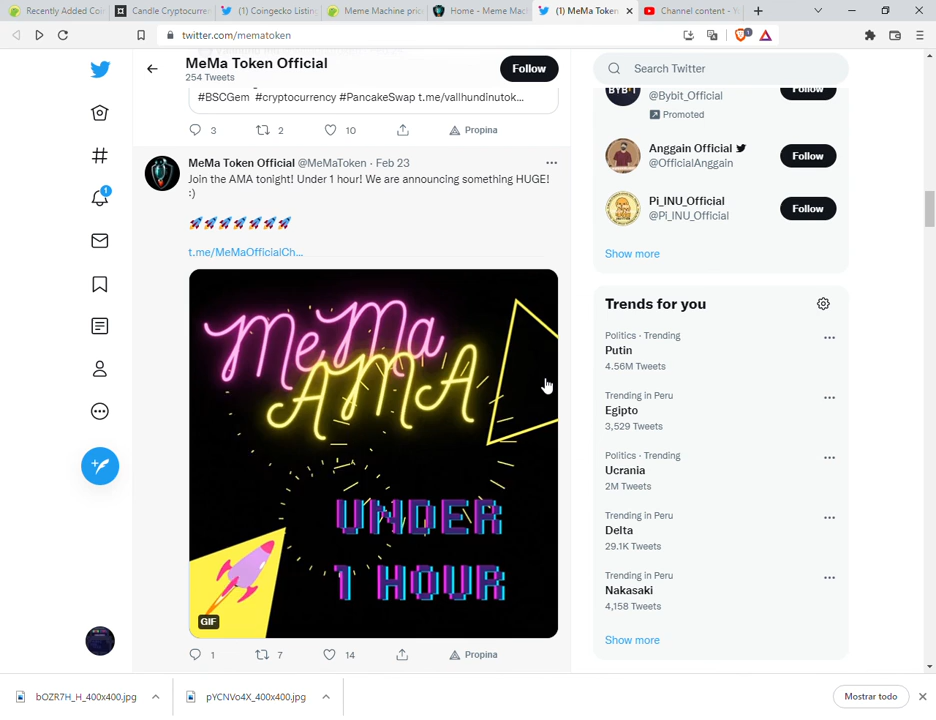 Recently Added Coi
Candle Cryptocurren
(1) Coingecko Listing
Meme Machine pric
Home - Meme Mac
(1) MeMa Token
Channel content - Y
twitter.com/mematoken
MeMa Token Official
254 Tweets
Follow
#BSCGem #cryptocurrency #PancakeSwap t.me/vallhundinutok...
3
2
10
Propina
MeMa Token Official @MeMaToken · Feb 23
Join the AMA tonight! Under 1 hour! We are announcing something HUGE!
:)
t.me/MeMaOfficialCh...
MeMa
AMA
UNDER
1 HOUR
GIF
1
7
14
Propina
Search Twitter
BYBIT
@Bybit_Official
Follow
Promoted
Anggain Official
@OfficialAnggain
Follow
Pi_INU_Official
@Pi_INU_Official
Follow
Show more
Trends for you
Politics · Trending
Putin
4.56M Tweets
Trending in Peru
Egipto
3,529 Tweets
Politics · Trending
Ucrania
2M Tweets
Trending in Peru
Delta
29.1K Tweets
Trending in Peru
Nakasaki
4,158 Tweets
Show more
bOZR7H_H_400x400.jpg
pYCNVo4X_400x400.jpg
Mostrar todo